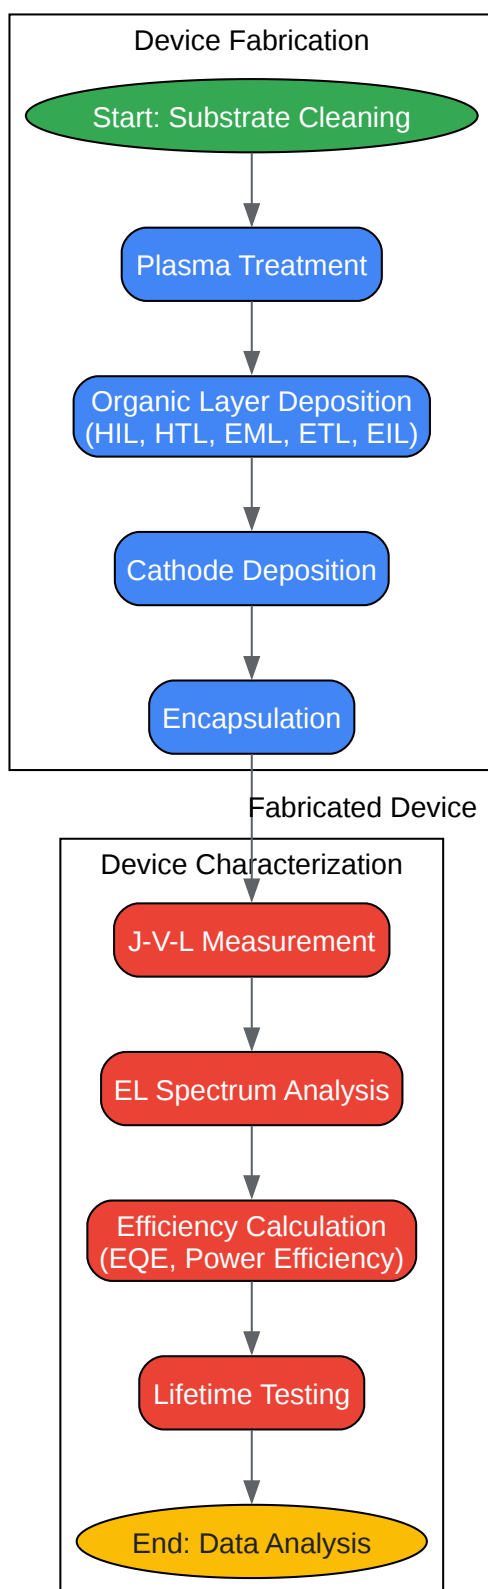 Device Fabrication
Start: Substrate Cleaning
Plasma Treatment
Organic Layer Deposition
(HIL, HTL, EML, ETL, EIL)
Cathode Deposition
Encapsulation
Fabricated Device
Device Characterization
J-V-L Measurement
EL Spectrum Analysis
Efficiency Calculation
(EQE, Power Efficiency)
Lifetime Testing
End: Data Analysis